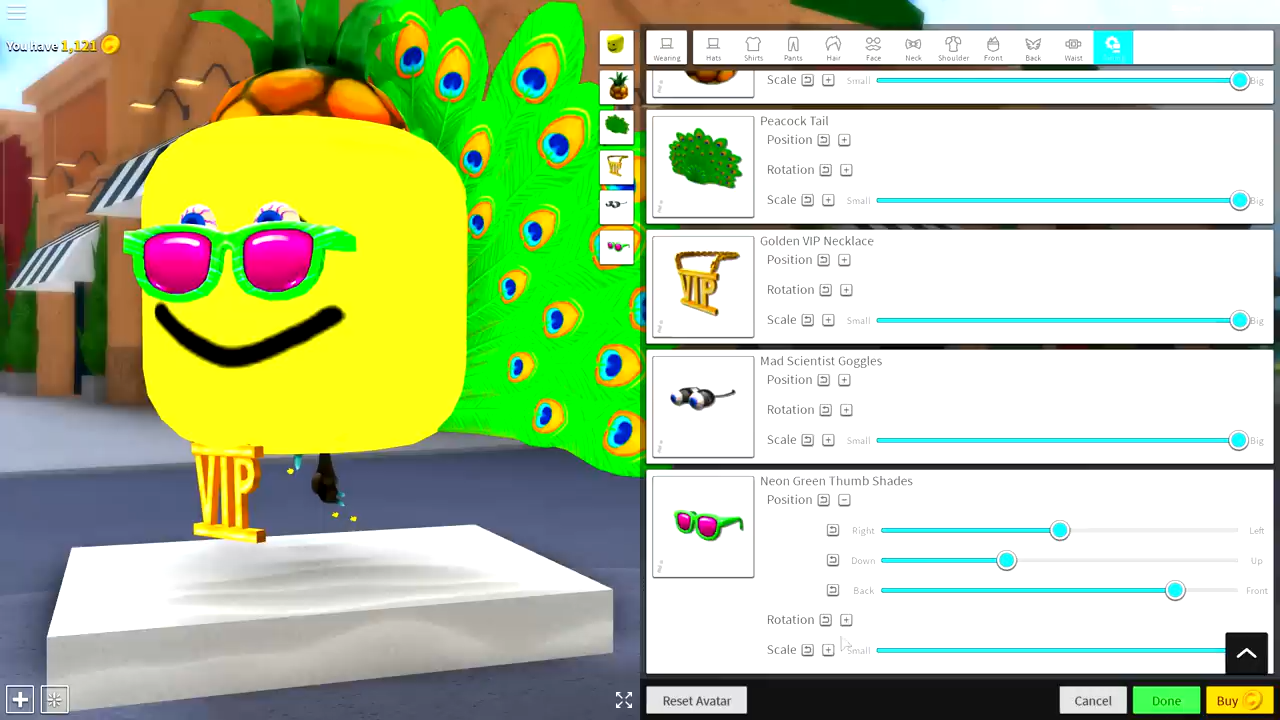 You have 1,121
Wearing
Hats
Shirts
Pants
Hair
Face
Neck
Shoulder
Front
Back
Waist
Scale
Small
Big
Peacock Tail
Position
Rotation
Scale
Small
Big
Golden VIP Necklace
Position
Rotation
Scale
Small
Big
Mad Scientist Goggles
Position
Rotation
Scale
Small
Big
Neon Green Thumb Shades
Position
Right
Left
Down
Up
Back
Front
Rotation
Scale
Small
VIP
VIP
Reset Avatar
Cancel
Done
Buy